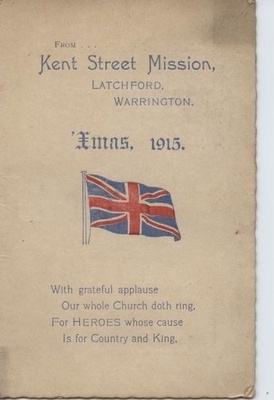 From . . .
Kent Street Mission,
Latchford,
Warrington.
'Xmas, 1915.
With grateful applause
Our whole Church doth ring,
For HEROES whose cause
Is for Country and King.